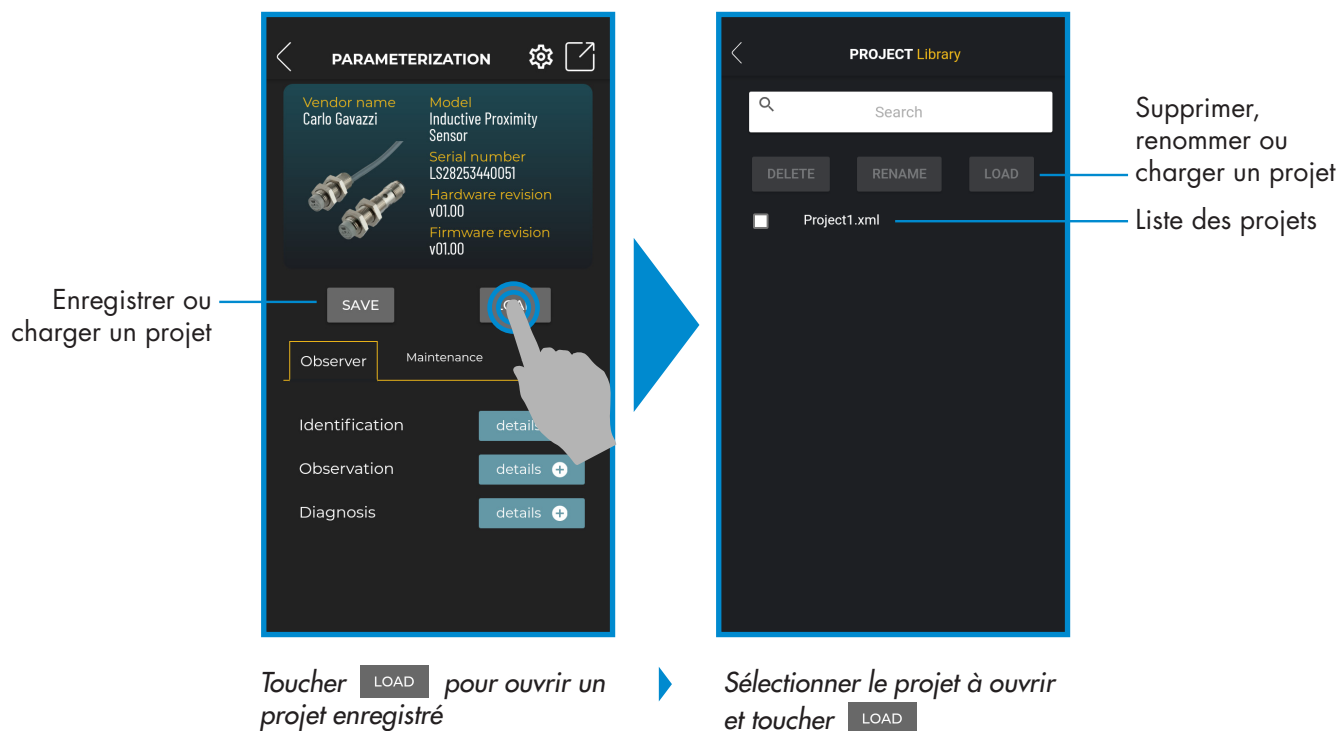 PARAMETERIZATION
Vendor name
Carlo Gavazzi
Model
Inductive Proximity
Sensor
Serial number
LS28253440051
Hardware revision
v01.00
Firmware revision
v01.00
Enregistrer ou
charger un projet
SAVE
Observer
Maintenance
Identification
details
Observation
details
Diagnosis
details
Toucher LOAD pour ouvrir un
projet enregistré
PROJECT Library
Search
DELETE RENAME LOAD
Project1.xml
Supprimer,
renommer ou
charger un projet
Liste des projets
Sélectionner le projet à ouvrir
et toucher LOAD